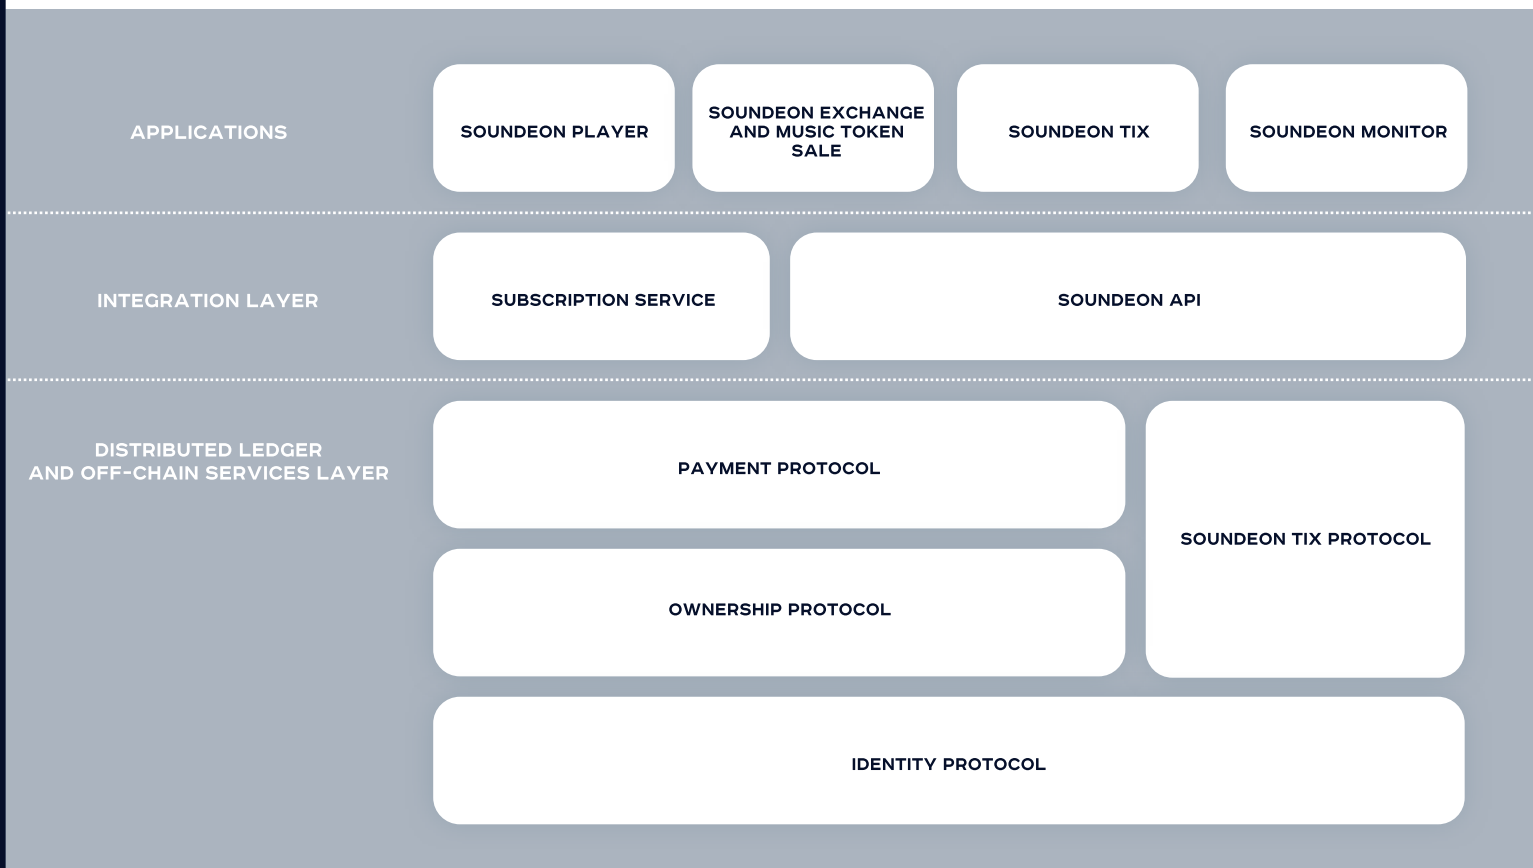 APPLICATIONS
SOUNDEON PLAYER
SOUNDEON EXCHANGE
AND MUSIC TOKEN
SALE
SOUNDEON TIX
SOUNDEON MONITOR
INTEGRATION LAYER
SUBSCRIPTION SERVICE
SOUNDEON API
DISTRIBUTED LEDGER
AND OFF-CHAIN SERVICES LAYER
PAYMENT PROTOCOL
SOUNDEON TIX PROTOCOL
OWNERSHIP PROTOCOL
IDENTITY PROTOCOL